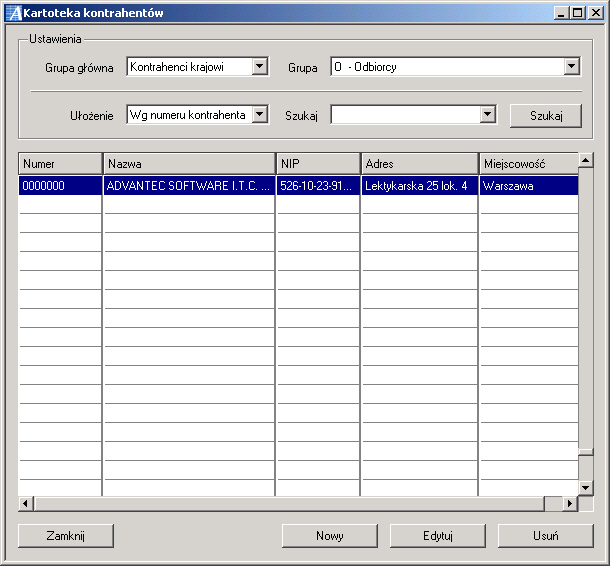 Kartoteka kontrahentów
Ustawienia
Grupa główna Kontrahenci krajowi Grupa O - Odbiorcy
Ułożenie Wg numeru kontrahenta Szukaj Szukaj
Numer Nazwa NIP Adres Miejscowość
0000000 ADVANTEC SOFTWARE I.T.C. ... 526-10-23-91... Lektykarska 25 lok. 4 Warszawa
Zamknij Nowy Edytuj Usuń